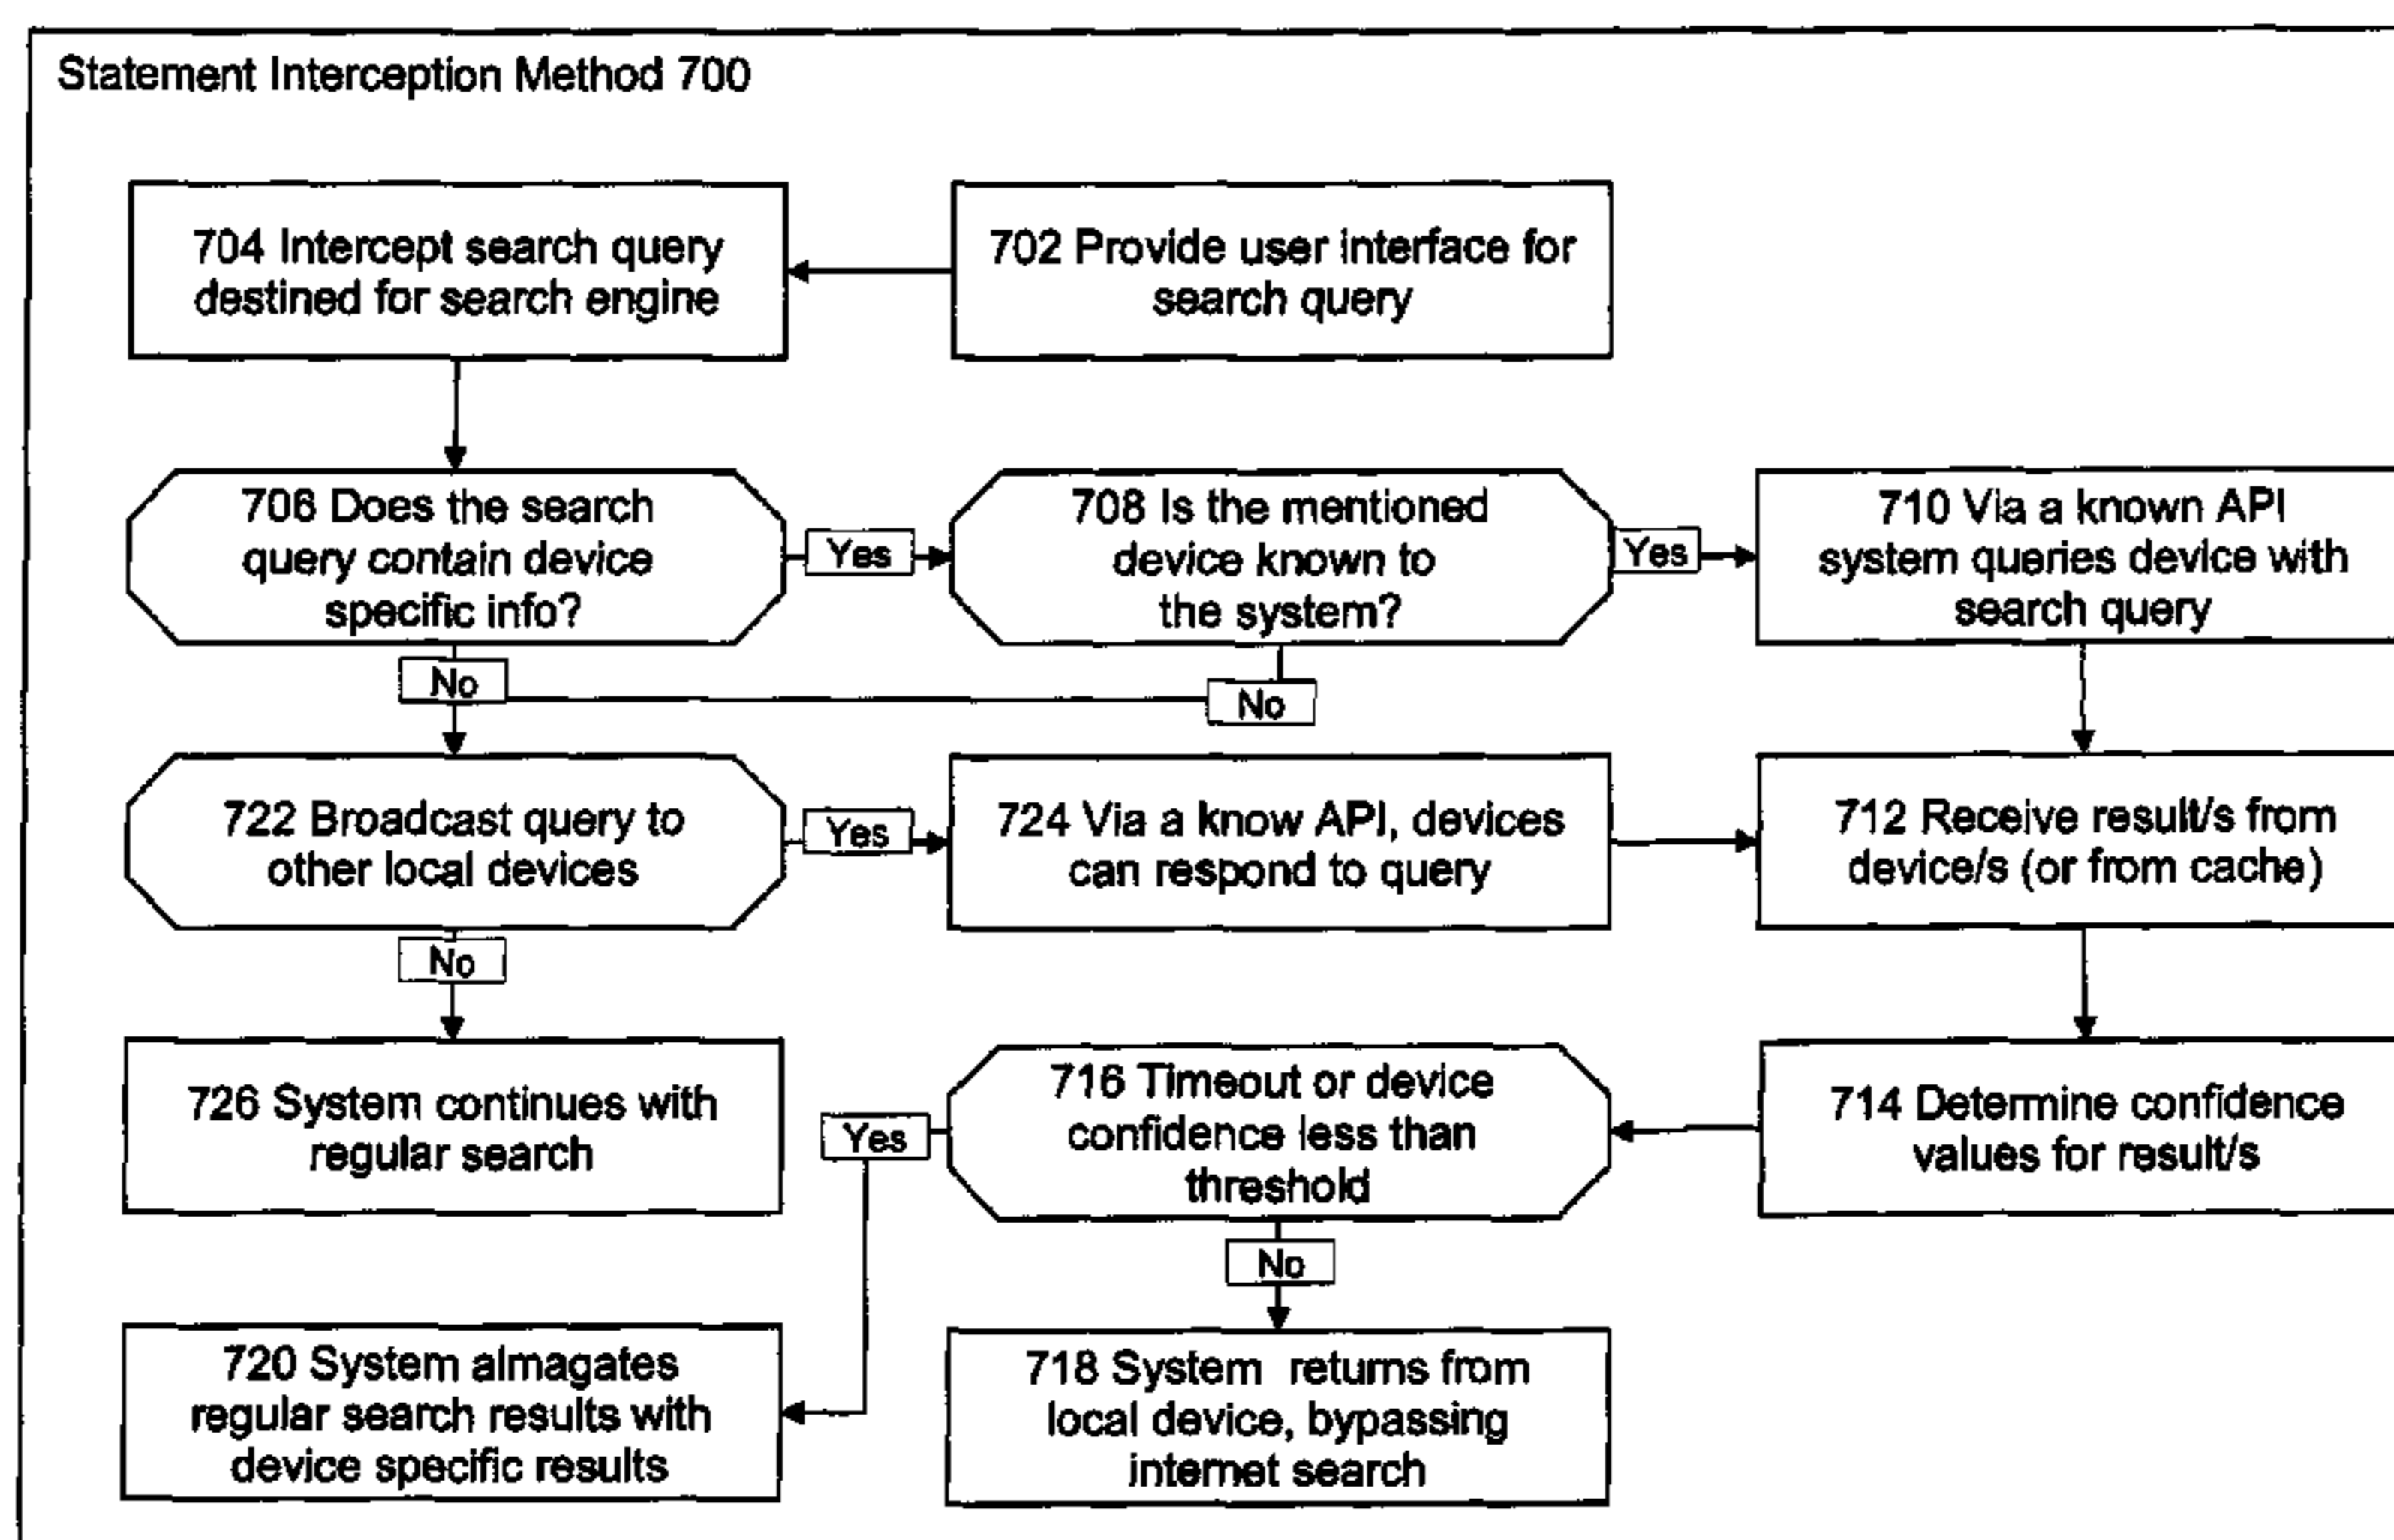 Statement Interception Method 700
704 Intercept search query
destined for search engine
702 Provide user interface for
search query
706 Does the search
query contain device
specific info?
Yes
708 Is the mentioned
device known to
the system?
Yes
710 Via a known API
system queries device with
search query
No
No
722 Broadcast query to
other local devices
Yes
724 Via a know API, devices
can respond to query
712 Receive result/s from
device/s (or from cache)
No
726 System continues with
regular search
Yes
716 Timeout or device
confidence less than
threshold
714 Determine confidence
values for result/s
No
720 System almagates
regular search results with
device specific results
718 System returns from
local device, bypassing
internet search